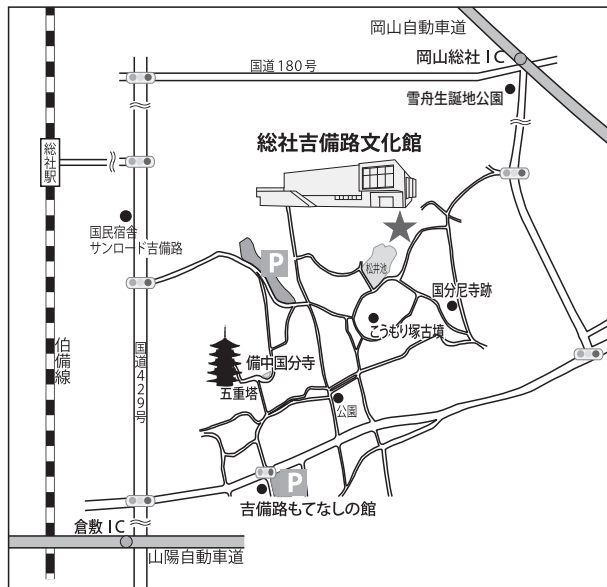 岡山自動車道
岡山総社IC
国道180号
雪舟生誕地公園
総社吉備路文化館
総社駅
国民宿舎
サンロード吉備路
P
松井池
国分尼寺跡
こうもり塚古墳
伯備線
国道429号
備中国分寺
五重塔
公園
P
吉備路もてなしの館
倉敷IC
山陽自動車道